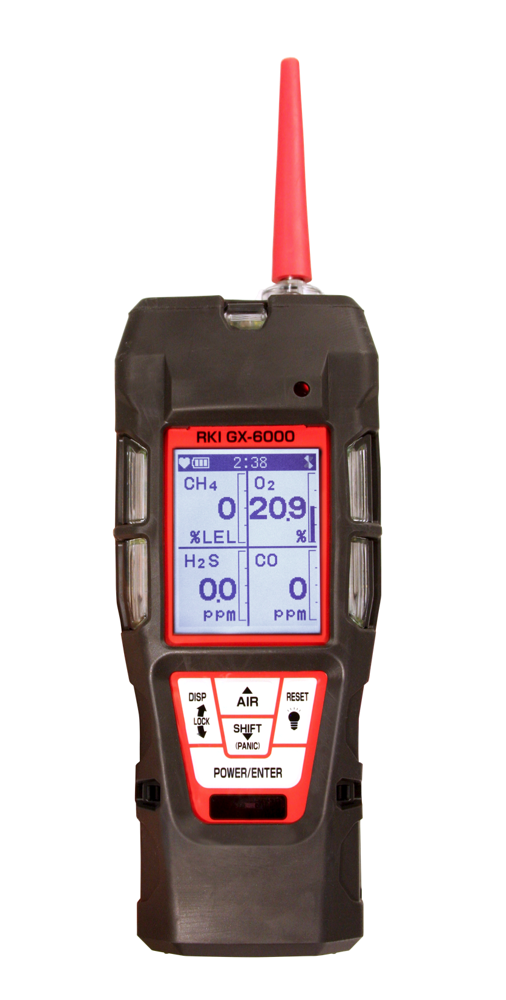 RKI GX-6000
2:38
CH4 O2
0 20.9
%LEL %
H2S CO
0.0 0
ppm ppm
DISP AIR RESET
LOCK
SHIFT
(PANIC)
POWER/ENTER